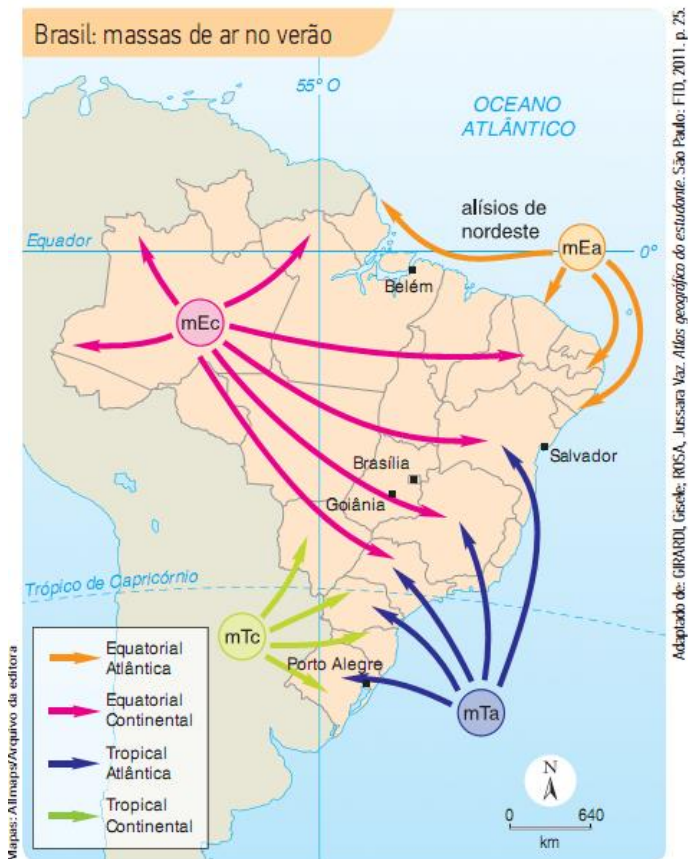 Brasil: massas de ar no verão
55° O
OCEANO
ATLÂNTICO
alísios de
nordeste
Equador
0°
mEa
Belém
mEc
Salvador
Brasília
Goiânia
Trópico de Capricórnio
mTc
Porto Alegre
mTa
Equatorial
Atlântica
Equatorial
Continental
Tropical
Atlântica
Tropical
Continental
N
0 640
km
Mapas: Allmaps/Arquivo da editora
Adaptado de: GIRARDI, Gisele; ROSA, Jussara Vaz. Atlas geográfico do estudante. São Paulo: FTD, 2011. p. 25.